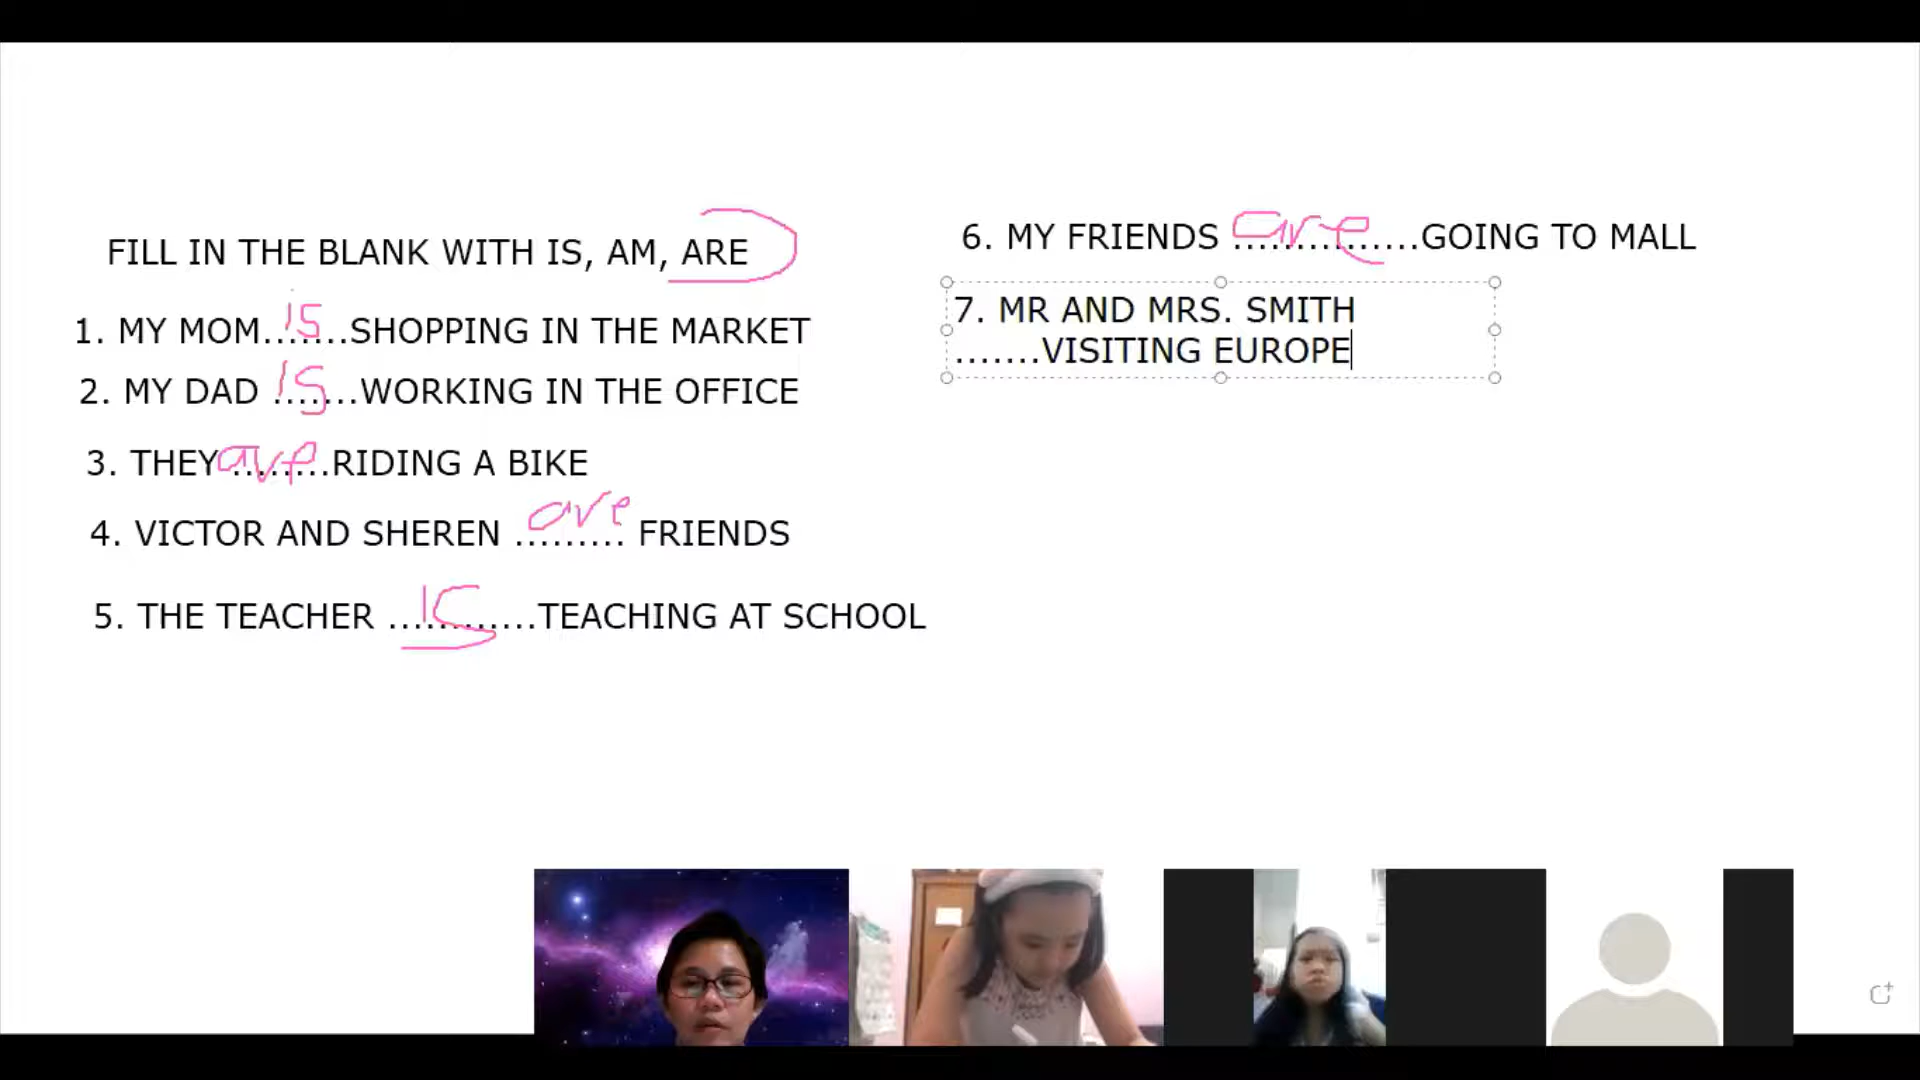 FILL IN THE BLANK WITH IS, AM, ARE
1. MY MOM...is....SHOPPING IN THE MARKET
2. MY DAD ...is....WORKING IN THE OFFICE
3. THEY are ........RIDING A BIKE
4. VICTOR AND SHEREN are ......... FRIENDS
5. THE TEACHER ...is.........TEACHING AT SCHOOL
6. MY FRIENDS are ...............GOING TO MALL
7. MR AND MRS. SMITH
.......VISITING EUROPE